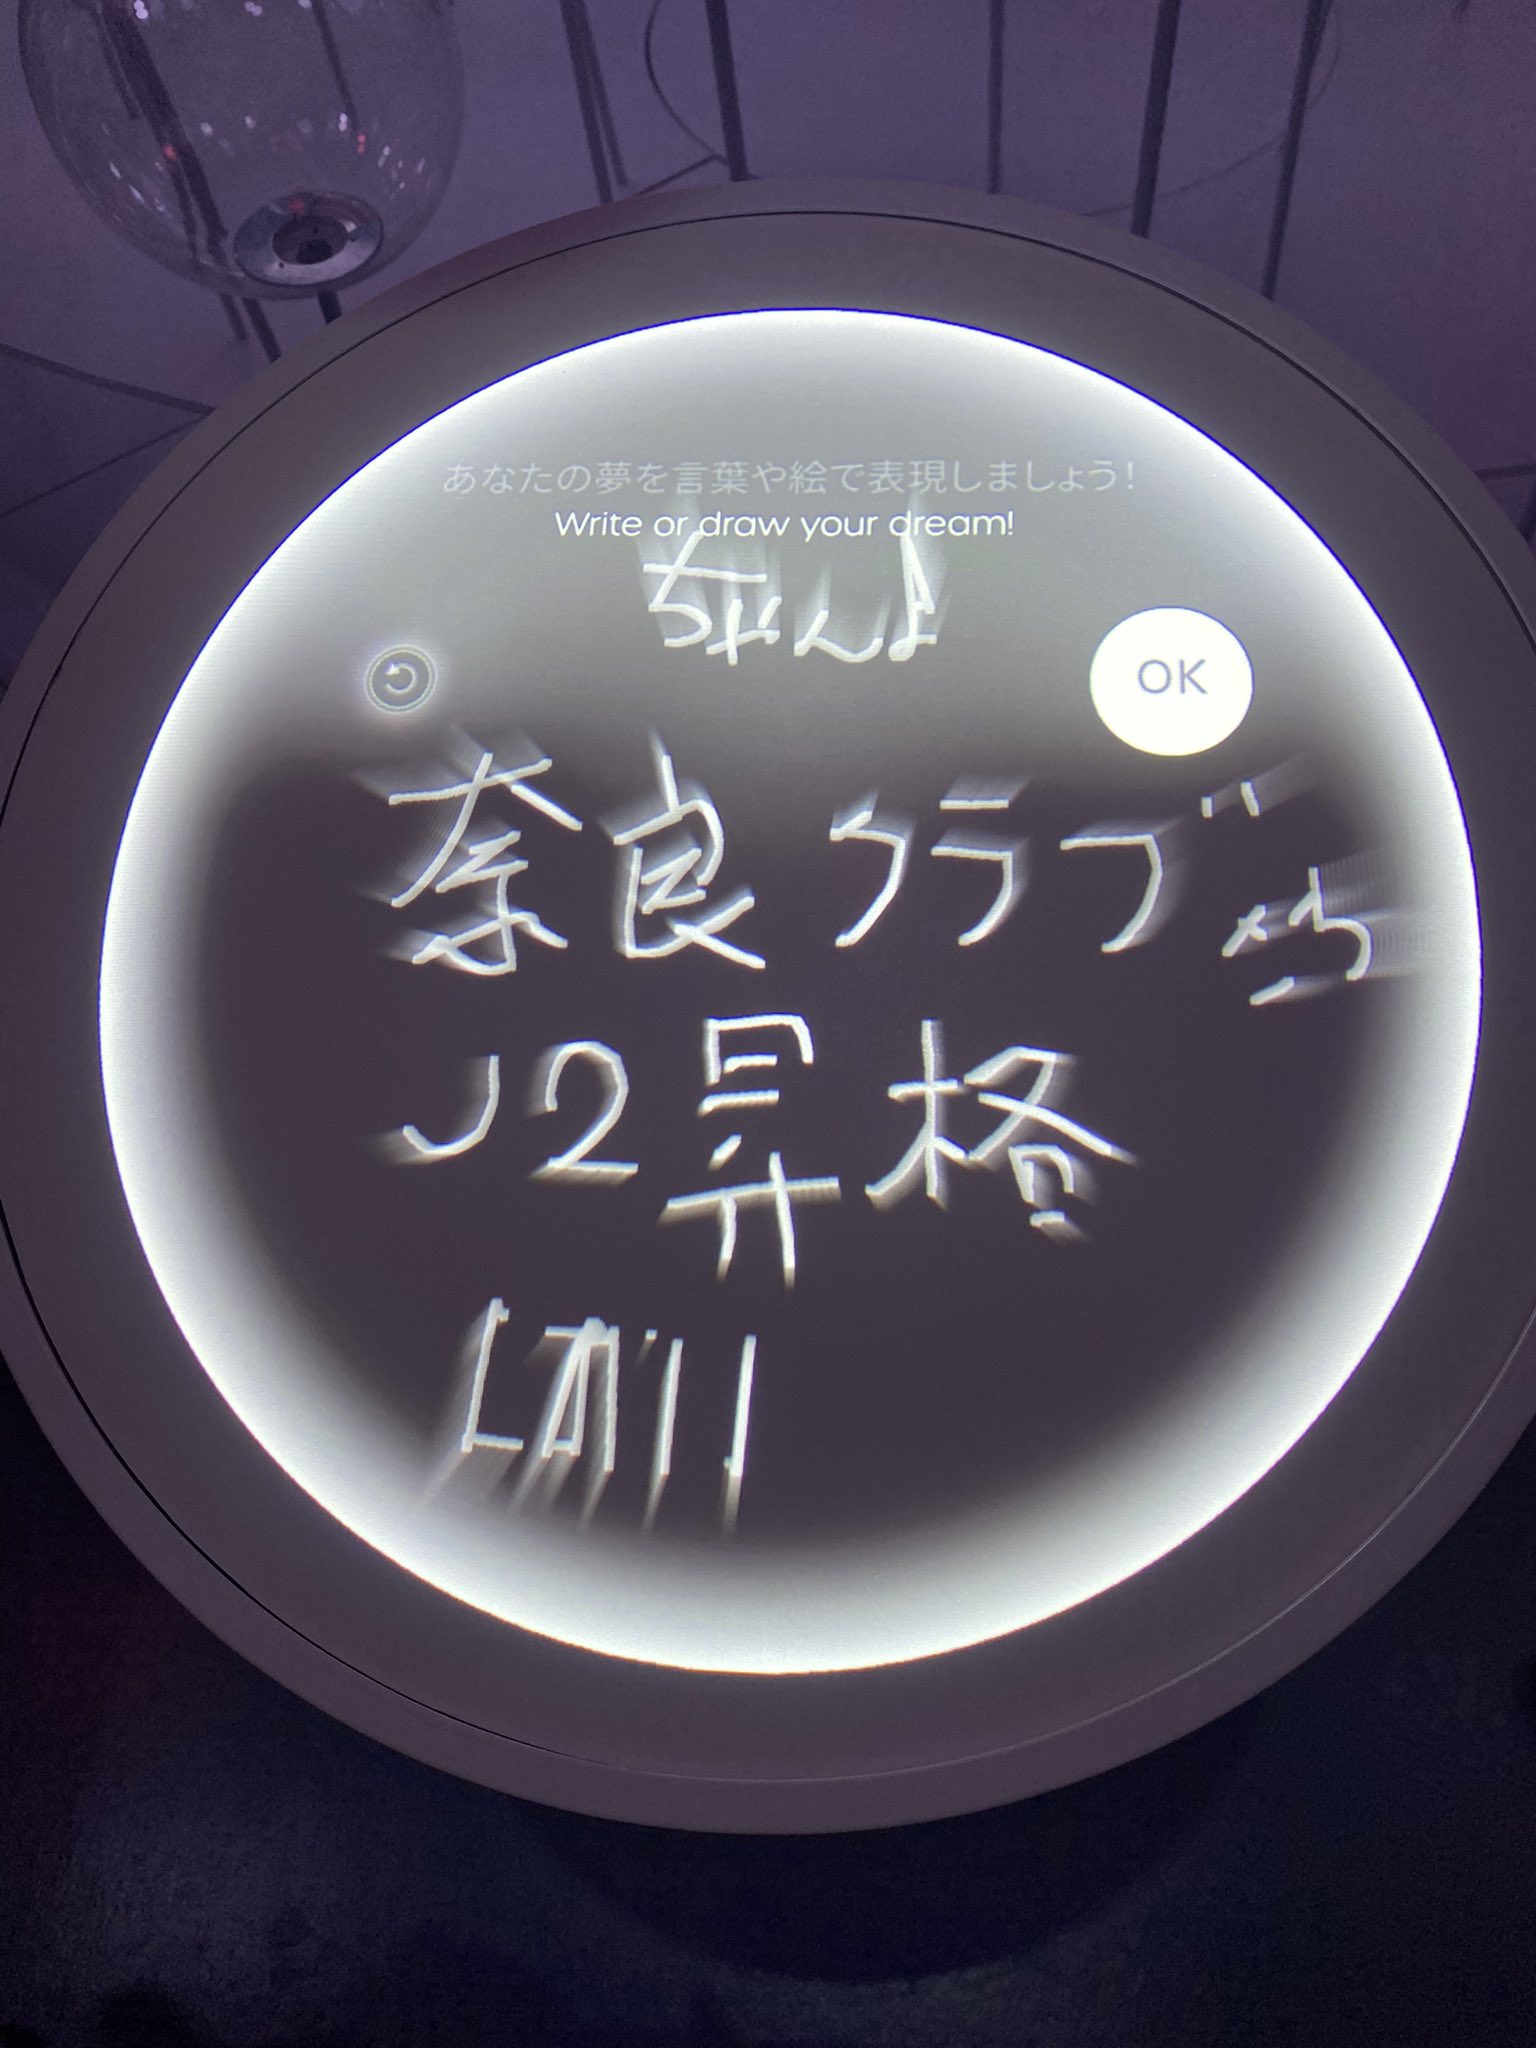 あなたの夢を言葉や絵で表現しましょう!
Write or draw your dream!
OK
奈良クラブ
J2昇格